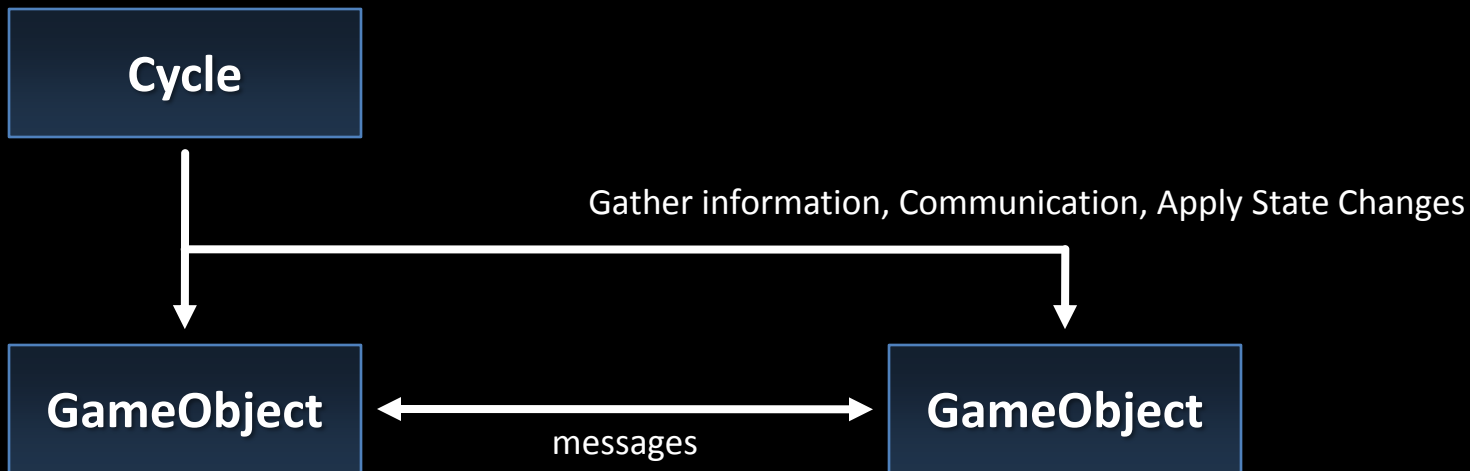 Cycle
Gather information, Communication, Apply State Changes
GameObject
GameObject
messages